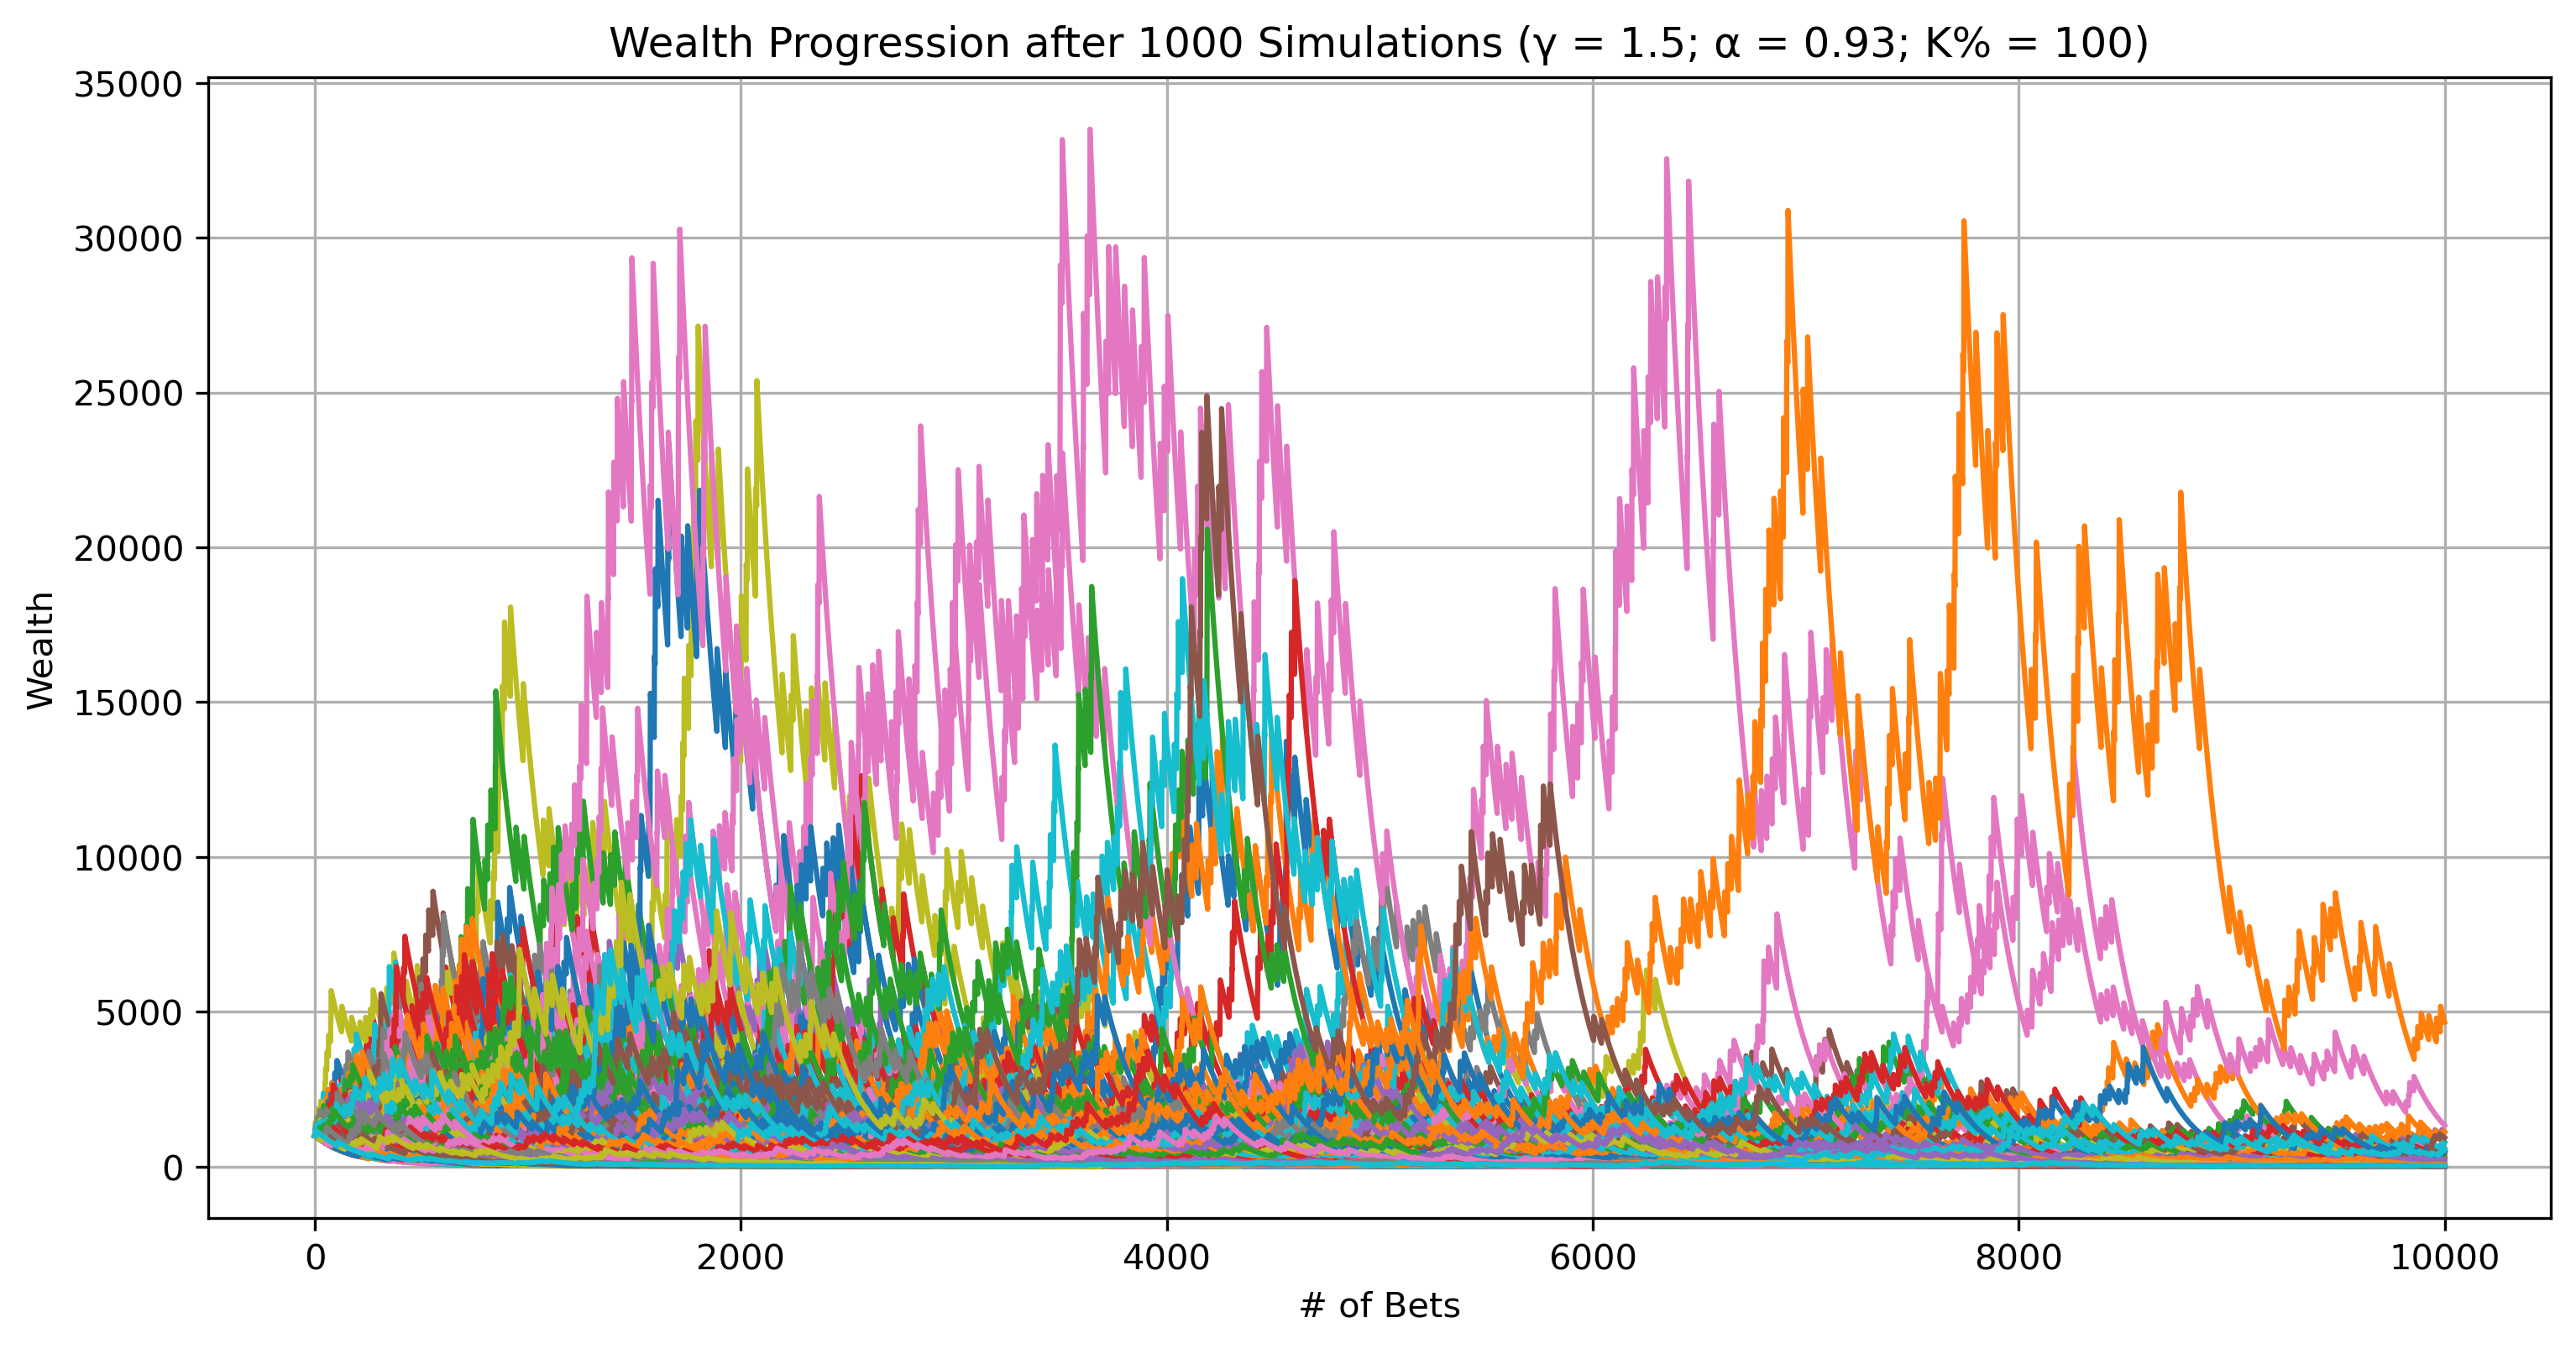 Wealth Progression after 1000 Simulations (γ = 1.5; α = 0.93; K% = 100)
35000
30000
25000
20000
15000
10000
5000
0
Wealth
0 2000 4000 6000 8000 10000
# of Bets